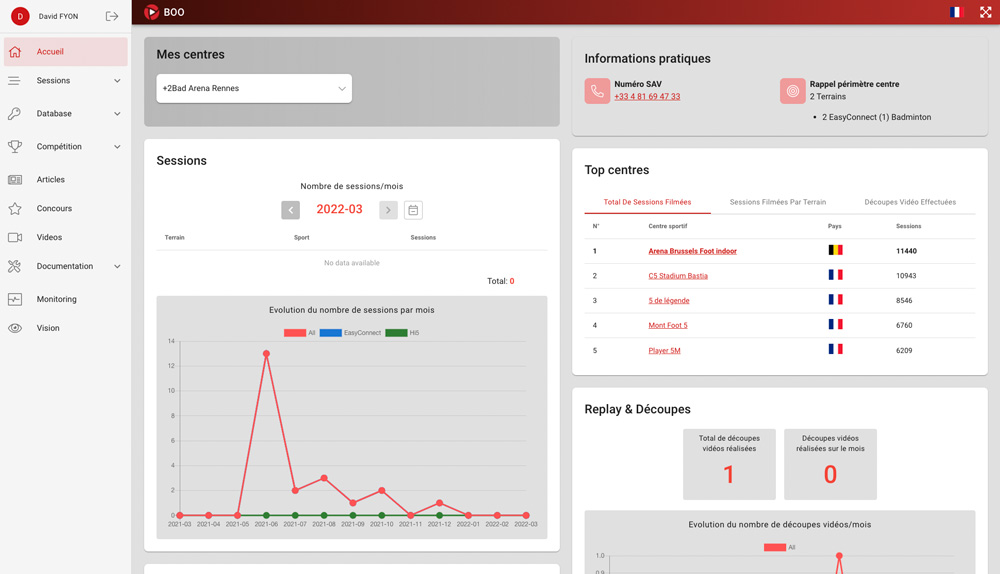 D
David FYON
Accueil
Sessions
Database
Compétition
Articles
Concours
Videos
Documentation
Monitoring
Vision
BOO
Mes centres
+2Bad Arena Rennes
Sessions
Nombre de sessions/mois
2022-03
Terrain Sport Sessions
No data available
Total: 0
Evolution du nombre de sessions par mois
All EasyConnect Hi5
14
12
10
8
6
4
2
0
2021-03 2021-04 2021-05 2021-06 2021-07 2021-08 2021-09 2021-10 2021-11 2021-12 2022-01 2022-02 2022-03
Informations pratiques
Numéro SAV
+33 4 81 69 47 33
Rappel périmètre centre
2 Terrains
• 2 EasyConnect (1) Badminton
Top centres
Total De Sessions Filmées Sessions Filmées Par Terrain Découpes Vidéo Effectuées
N° Centre sportif Pays Sessions
1 Arena Brussels Foot indoor 11440
2 C5 Stadium Bastia 10943
3 5 de légende 8546
4 Mont Foot 5 6760
5 Player 5M 6209
Replay & Découpes
Total de découpes
vidéos réalisées
1
Découpes vidéos
réalisées sur le mois
0
Evolution du nombre de découpes vidéos/mois
All
1.0
0.9